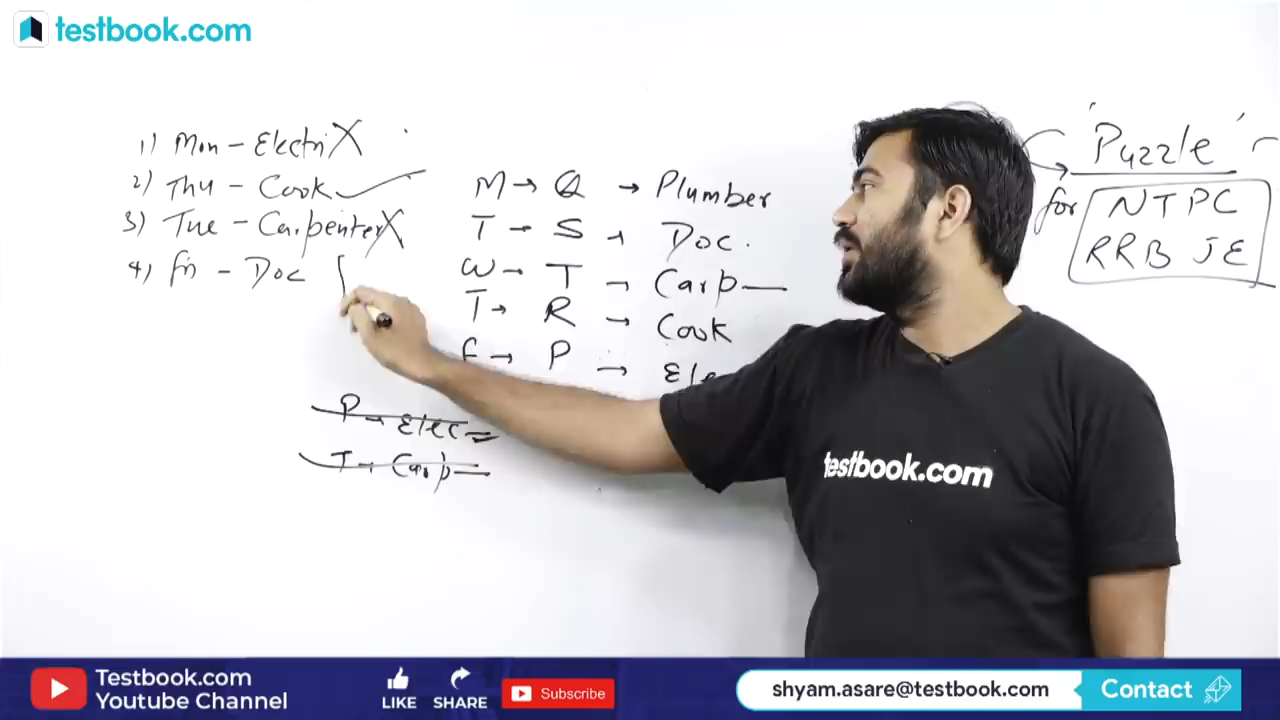 testbook.com
1) Mon - Electri X
2) Thu - Cook ✓
3) Tue - Carpenter X
4) Fri - Doc
M → Q → Plumber
T → S → Doc.
W → T → Carp
T → R → Cook
F → P → Ele
P → Elec
T → Carp
"Puzzle"
for NTPC
RRB JE
testbook.com
Testbook.com
Youtube Channel
LIKE
SHARE
Subscribe
shyam.asare@testbook.com
Contact